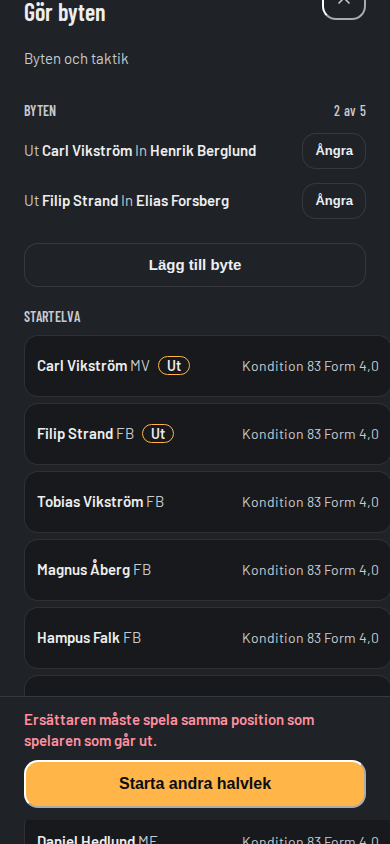 Gör byten
Byten och taktik
BYTEN 2 av 5
Ut Carl Vikström In Henrik Berglund Ångra
Ut Filip Strand In Elias Forsberg Ångra
Lägg till byte
STARTELVA
Carl Vikström MV Ut Kondition 83 Form 4,0
Filip Strand FB Ut Kondition 83 Form 4,0
Tobias Vikström FB Kondition 83 Form 4,0
Magnus Åberg FB Kondition 83 Form 4,0
Hampus Falk FB Kondition 83 Form 4,0
Ersättaren måste spela samma position som
spelaren som går ut.
Starta andra halvlek
Daniel Hedlund MF Kondition 83 Form 4,0